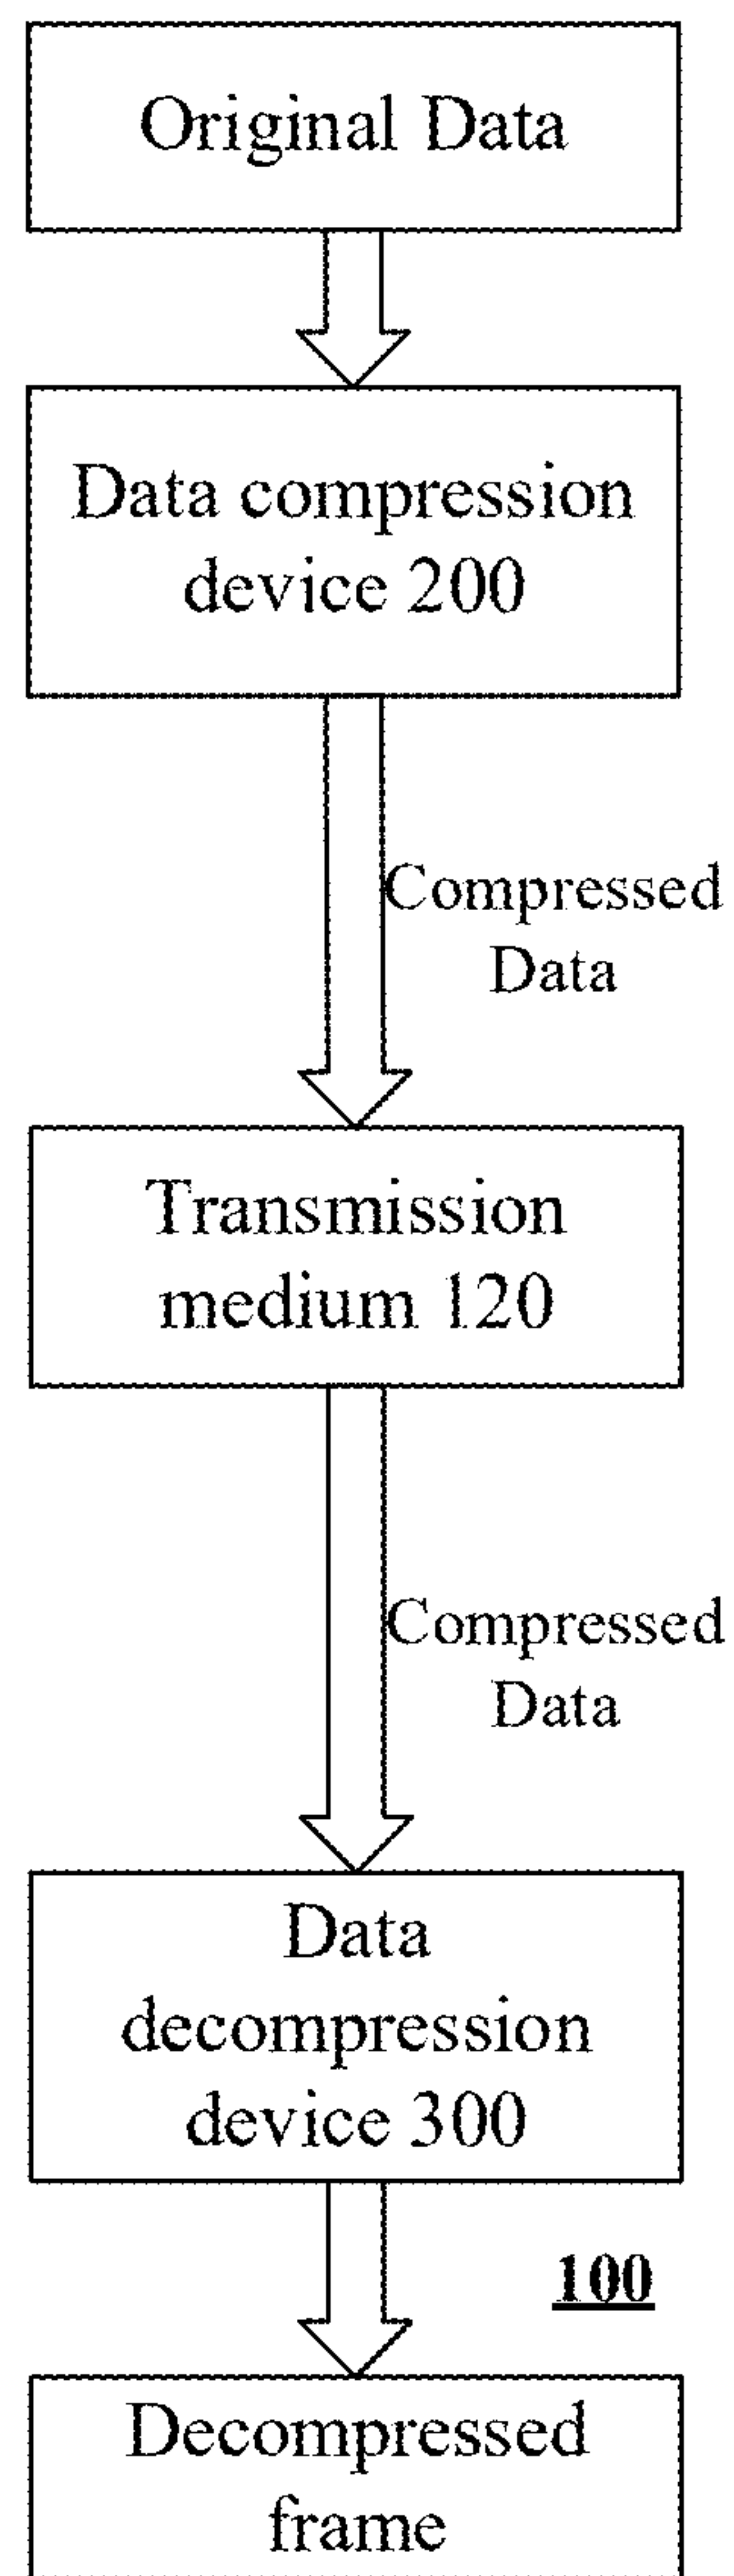 Original Data
Data compression
device 200
Compressed
Data
Transmission
medium 120
Compressed
Data
Data
decompression
device 300
100
Decompressed
frame